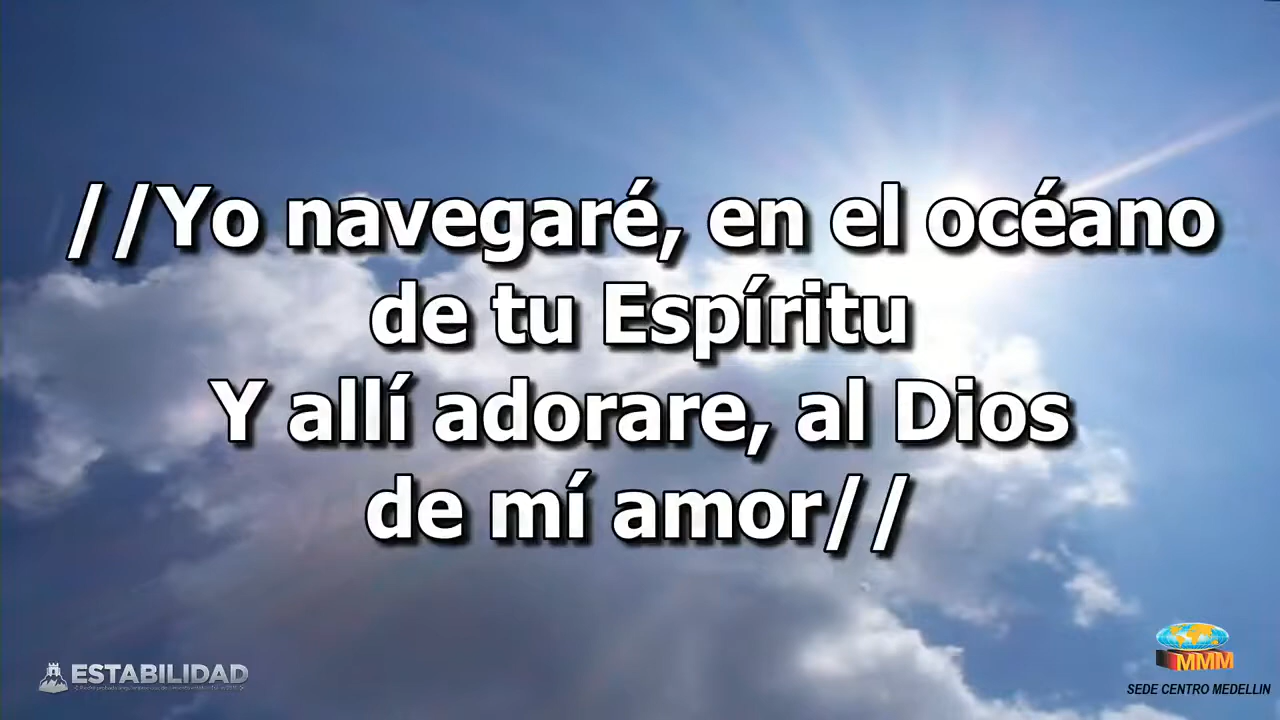 //Yo navegaré, en el océano
de tu Espíritu
Y allí adorare, al Dios
de mí amor//
ESTABILIDAD
MMM
SEDE CENTRO MEDELLIN